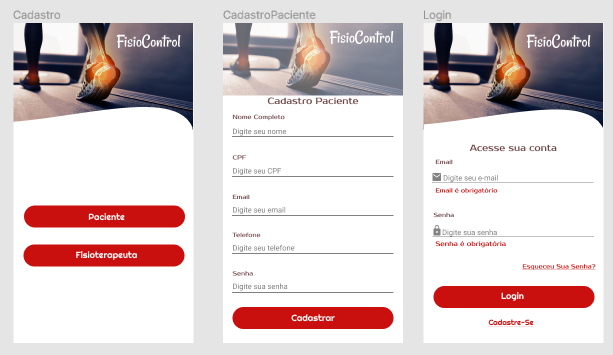 Cadastro
FisioControl
Paciente
Fisioterapeuta
CadastroPaciente
FisioControl
Cadastro Paciente
Nome Completo
Digite seu nome
CPF
Digite seu CPF
Email
Digite seu email
Telefone
Digite seu telefone
Senha
Digite sua senha
Cadastrar
Login
FisioControl
Acesse sua conta
Email
Digite seu e-mail
Email é obrigatório
Senha
Digite sua senha
Senha é obrigatória
Esqueceu Sua Senha?
Login
Cadastre-Se